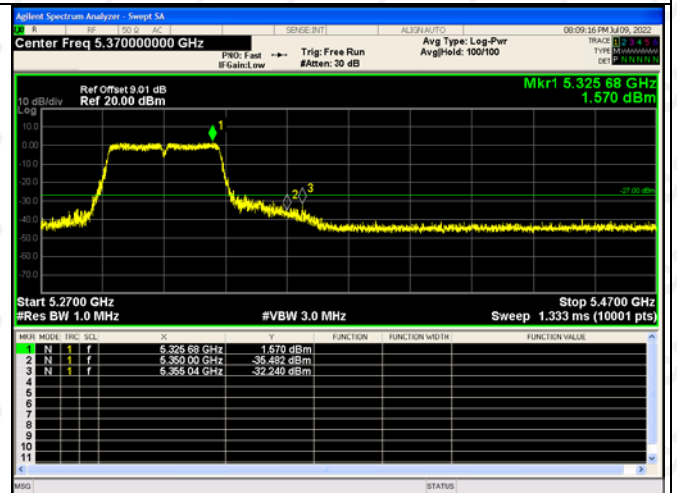 Agilent Spectrum Analyzer - Swept SA
R RF 50 Ω AC SENSE:INT ALIGN AUTO 08:09:16 PM Jul 09, 2022
Center Freq 5.370000000 GHz
PNO: Fast
IFGain:Low
Trig: Free Run
#Atten: 30 dB
Avg Type: Log-Pwr
Avg|Hold: 100/100
TRACE 1 2 3 4 5 6
TYPE M
DET P N N N N N
Mkr1 5.325 68 GHz
1.570 dBm
Ref Offset 9.01 dB
Ref 20.00 dBm
10 dB/div
Log
10.0
0.00
-10.0
-20.0
-30.0
-40.0
-50.0
-60.0
-70.0
1
2
3
-27.00 dBm
Start 5.2700 GHz Stop 5.4700 GHz
#Res BW 1.0 MHz #VBW 3.0 MHz Sweep 1.333 ms (10001 pts)
MKR MODE TRC SCL X Y FUNCTION FUNCTION WIDTH FUNCTION VALUE
1 N 1 f 5.325 68 GHz 1.570 dBm
2 N 1 f 5.350 00 GHz -35.482 dBm
3 N 1 f 5.355 04 GHz -32.240 dBm
4
5
6
7
8
9
10
11
MSG STATUS